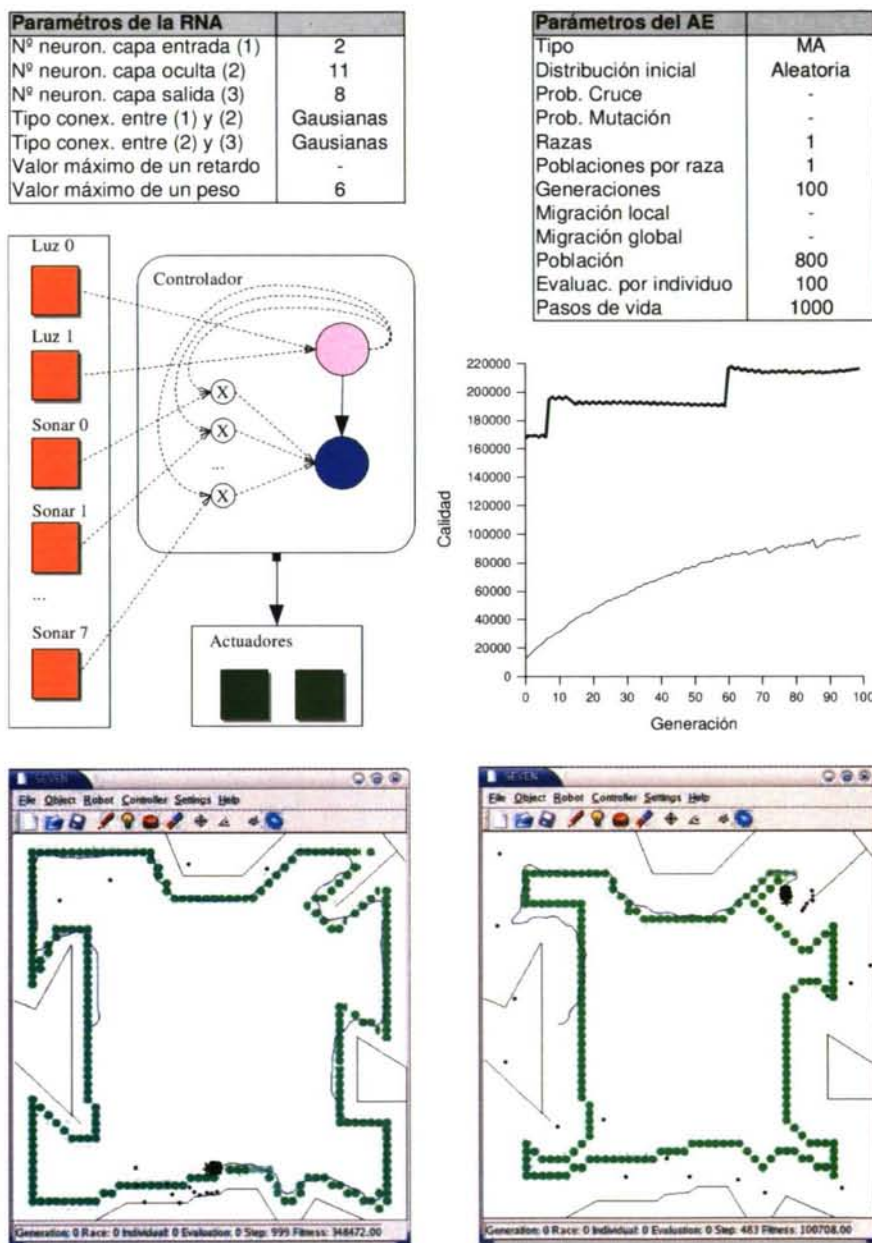 Paramétros de la RNA
Nº neuron. capa entrada (1) 2
Nº neuron. capa oculta (2) 11
Nº neuron. capa salida (3) 8
Tipo conex. entre (1) y (2) Gausianas
Tipo conex. entre (2) y (3) Gausianas
Valor máximo de un retardo -
Valor máximo de un peso 6
Parámetros del AE
Tipo MA
Distribución inicial Aleatoria
Prob. Cruce -
Prob. Mutación -
Razas 1
Poblaciones por raza 1
Generaciones 100
Migración local -
Migración global -
Población 800
Evaluac. por individuo 100
Pasos de vida 1000
Luz 0
Luz 1
Sonar 0
Sonar 1
...
Sonar 7
Controlador
X
X
...
X
Actuadores
Calidad
220000
200000
180000
160000
140000
120000
100000
80000
60000
40000
20000
0
0 10 20 30 40 50 60 70 80 90 100
Generación
SEVEN
File Object Robot Controller Settings Help
Generation: 0 Race: 0 Individual: 0 Evaluation: 0 Step: 999 Fitness: 348472.00
SEVEN
File Object Robot Controller Settings Help
Generation: 0 Race: 0 Individual: 0 Evaluation: 0 Step: 483 Fitness: 100708.00